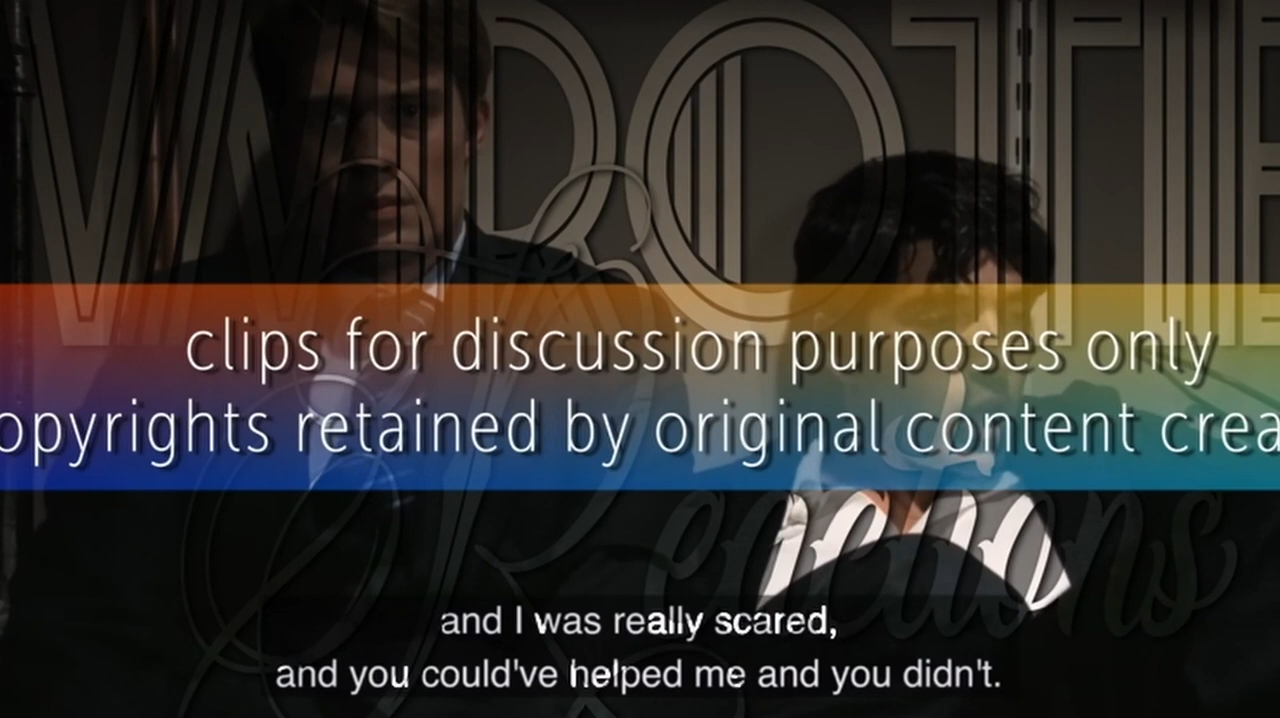 clips for discussion purposes only
opyrights retained by original content crea
Reactions
and I was really scared,
and you could've helped me and you didn't.